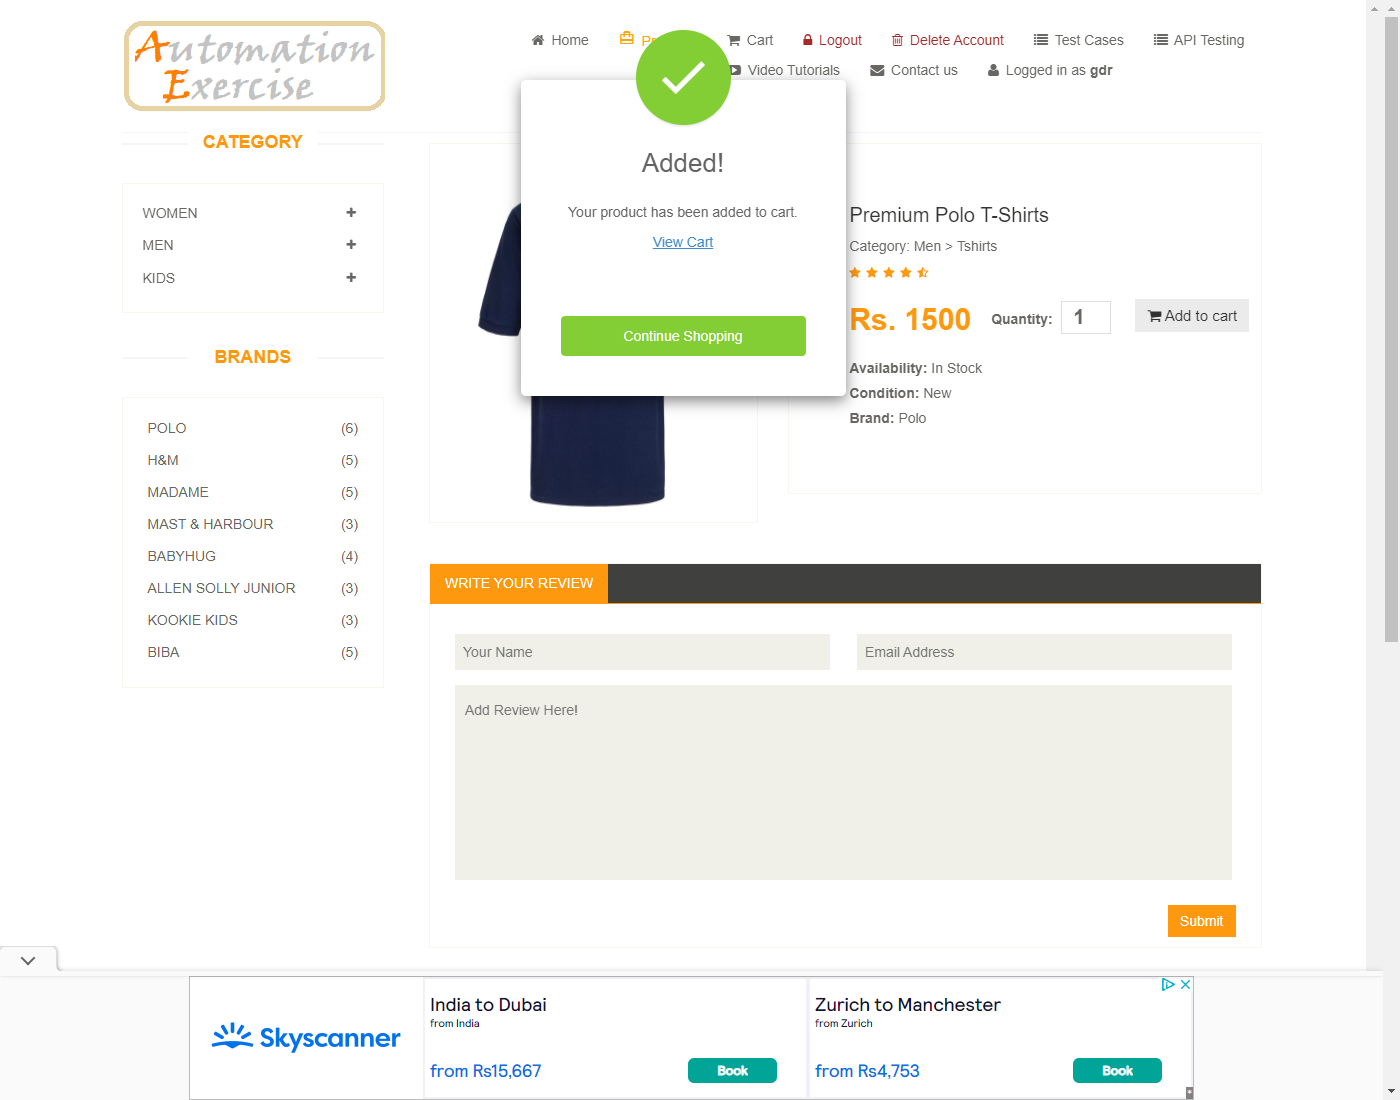 Automation
Exercise
Home
Cart
Logout
Delete Account
Test Cases
API Testing
Video Tutorials
Contact us
Logged in as gdr
CATEGORY
WOMEN
MEN
KIDS
BRANDS
POLO (6)
H&M (5)
MADAME (5)
MAST & HARBOUR (3)
BABYHUG (4)
ALLEN SOLLY JUNIOR (3)
KOOKIE KIDS (3)
BIBA (5)
Added!
Your product has been added to cart.
View Cart
Continue Shopping
Premium Polo T-Shirts
Category: Men > Tshirts
Rs. 1500 Quantity: 1 Add to cart
Availability: In Stock
Condition: New
Brand: Polo
WRITE YOUR REVIEW
Your Name
Email Address
Add Review Here!
Submit
Skyscanner
India to Dubai
from India
from Rs15,667
Book
Zurich to Manchester
from Zurich
from Rs4,753
Book